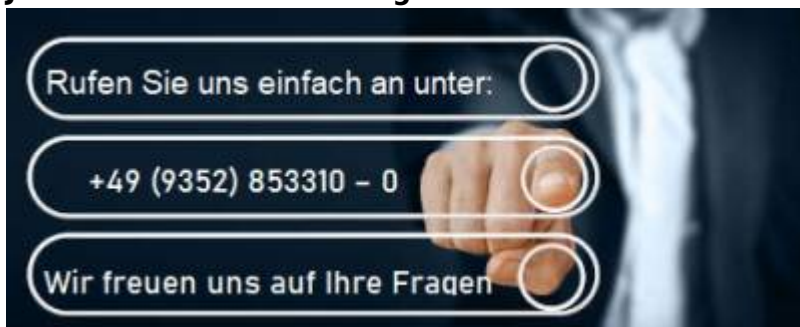 Rufen Sie uns einfach an unter:
+49 (9352) 853310 – 0
Wir freuen uns auf Ihre Fragen